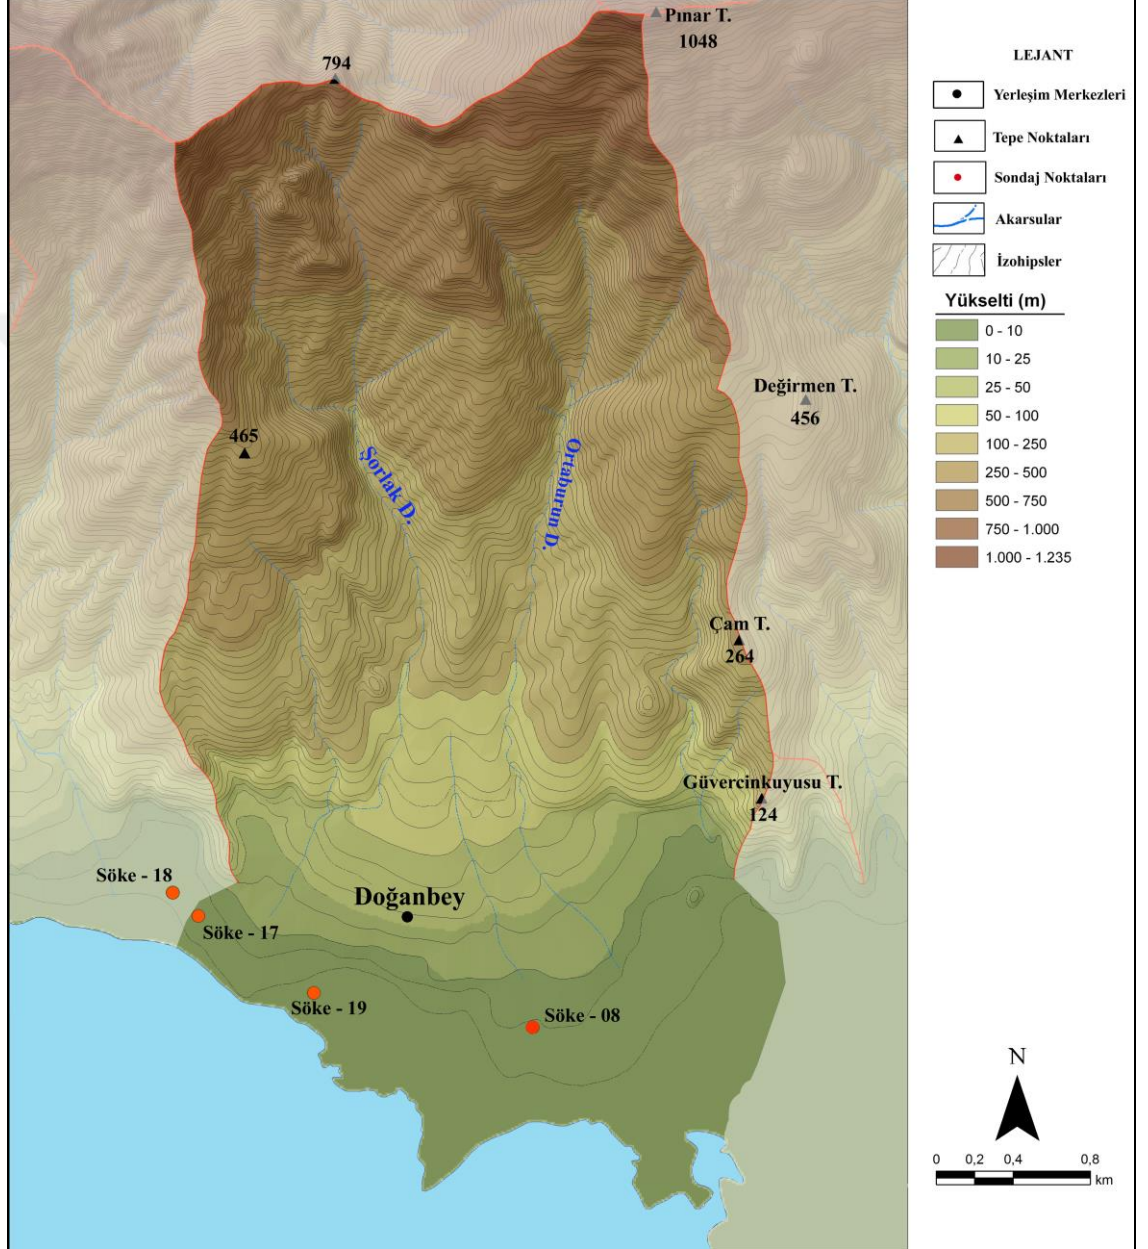 Pınar T.
1048
794
Değirmen T.
456
465
Şorlak D.
Ortaburun D.
Çam T.
264
Güvercinkuyusu T.
124
Söke - 18
Söke - 17
Doğanbey
Söke - 19
Söke - 08
LEJANT
Yerleşim Merkezleri
Tepe Noktaları
Sondaj Noktaları
Akarsular
İzohipsler
Yükselti (m)
0 - 10
10 - 25
25 - 50
50 - 100
100 - 250
250 - 500
500 - 750
750 - 1.000
1.000 - 1.235
N
0 0,2 0,4 0,8
km